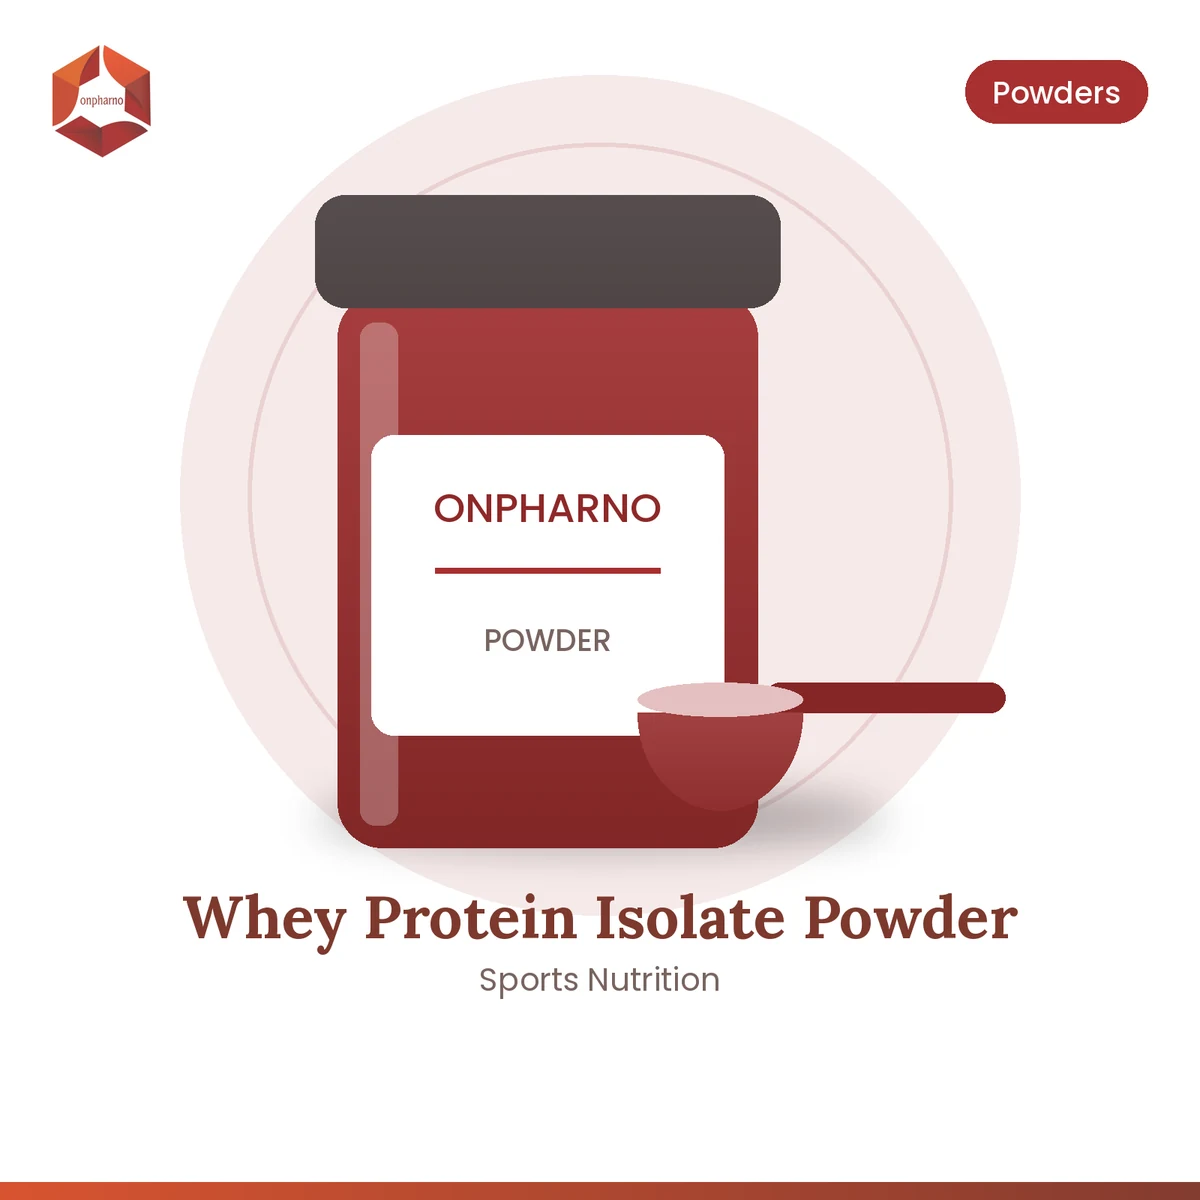 onpharno
Powders
ONPHARNO
POWDER
Whey Protein Isolate Powder
Sports Nutrition